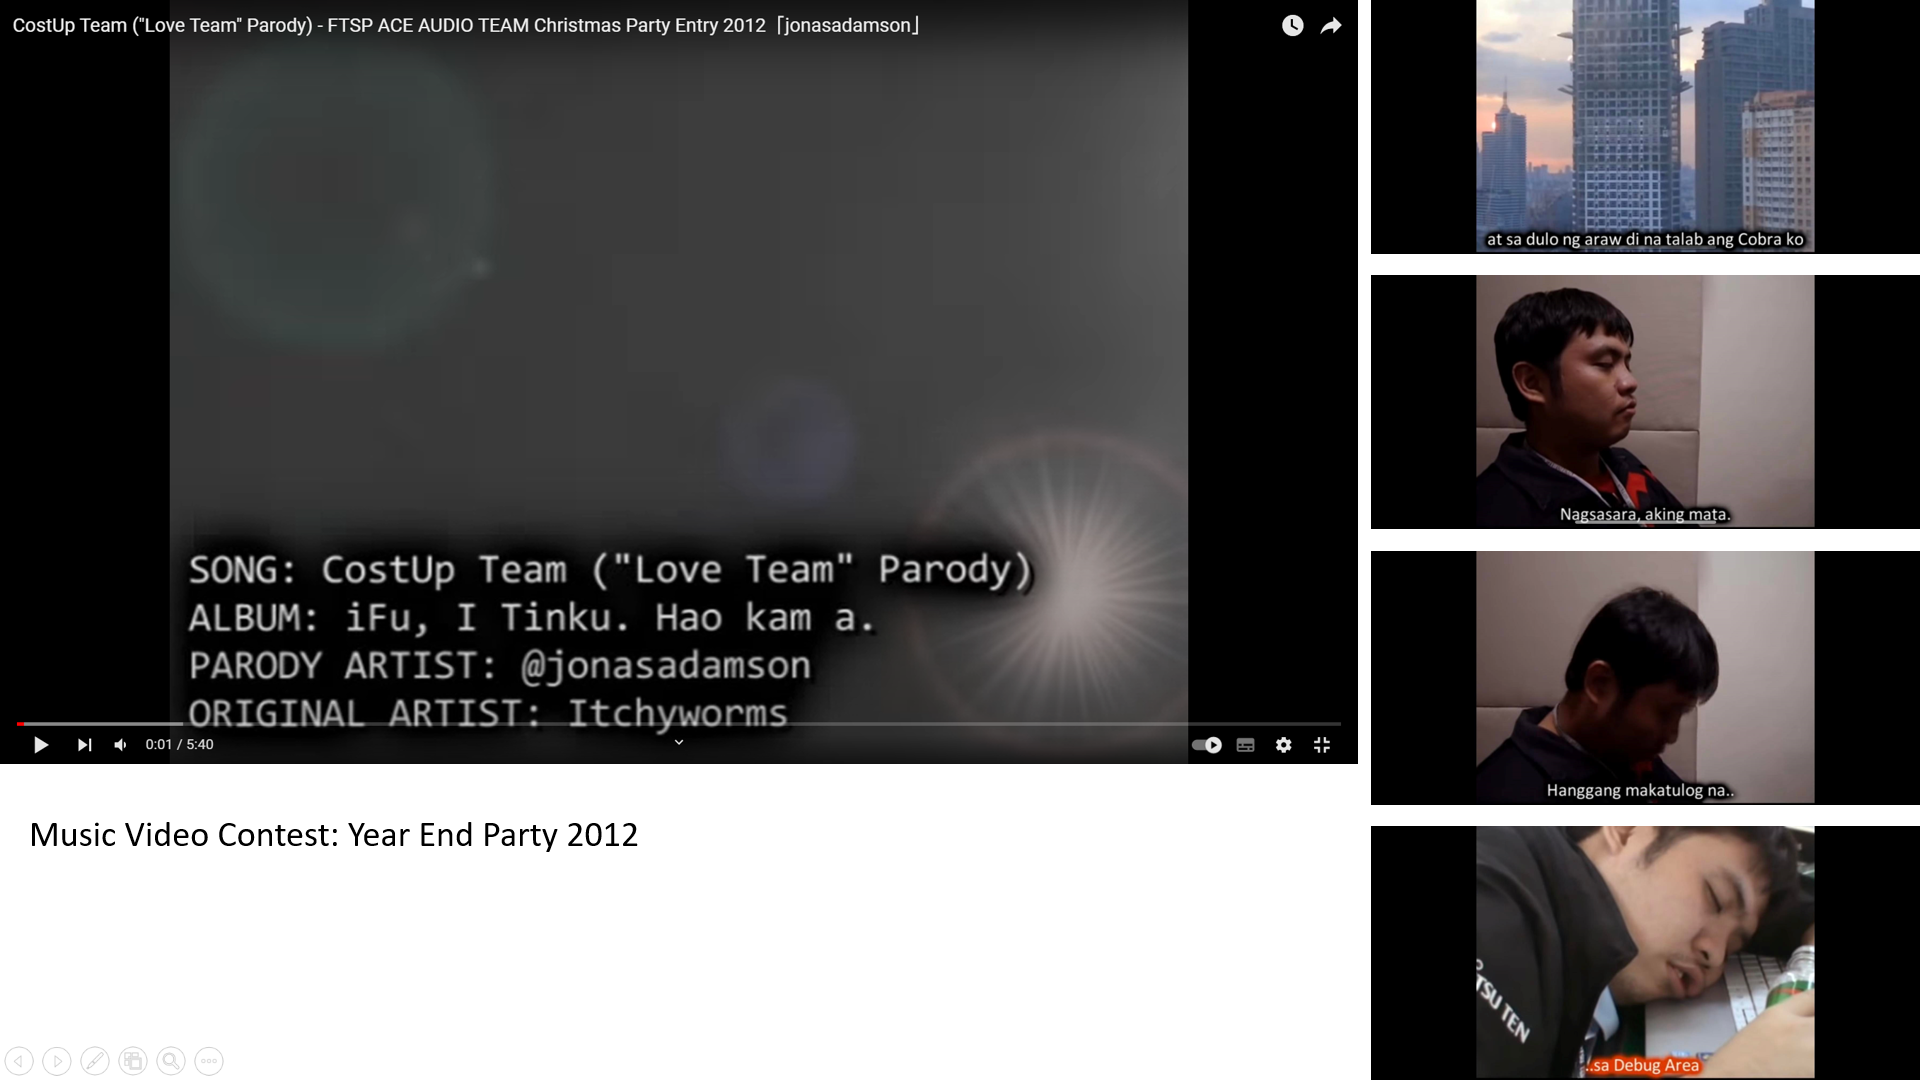 CostUp Team ("Love Team" Parody) - FTSP ACE AUDIO TEAM Christmas Party Entry 2012「jonasadamson」
SONG: CostUp Team ("Love Team" Parody)
ALBUM: iFu, I Tinku. Hao kam a.
PARODY ARTIST: @jonasadamson
ORIGINAL ARTIST: Itchyworms
0:01 / 5:40
Music Video Contest: Year End Party 2012
at sa dulo ng araw di na talab ang Cobra ko
Nagsasara, aking mata.
Hanggang makatulog na..
TSU TEN
..sa Debug Area